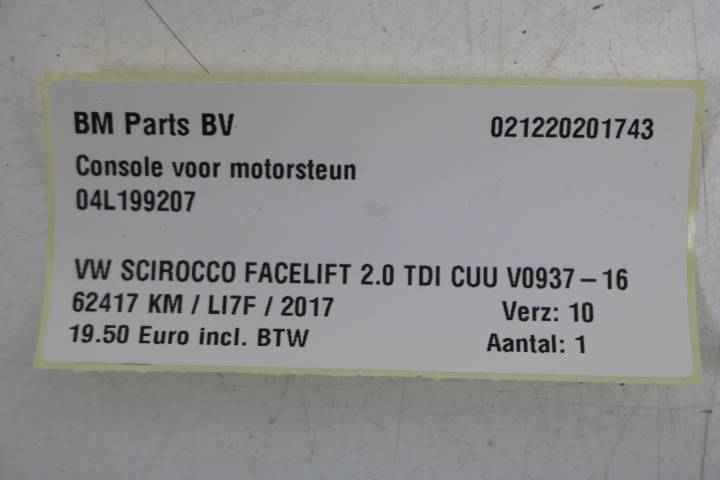 BM Parts BV 021220201743
Console voor motorsteun
04L199207
VW SCIROCCO FACELIFT 2.0 TDI CUU V0937 – 16
62417 KM / LI7F / 2017 Verz: 10
19.50 Euro incl. BTW Aantal: 1